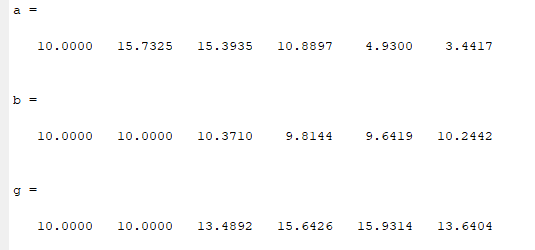 a =
10.0000 15.7325 15.3935 10.8897 4.9300 3.4417
b =
10.0000 10.0000 10.3710 9.8144 9.6419 10.2442
g =
10.0000 10.0000 13.4892 15.6426 15.9314 13.6404